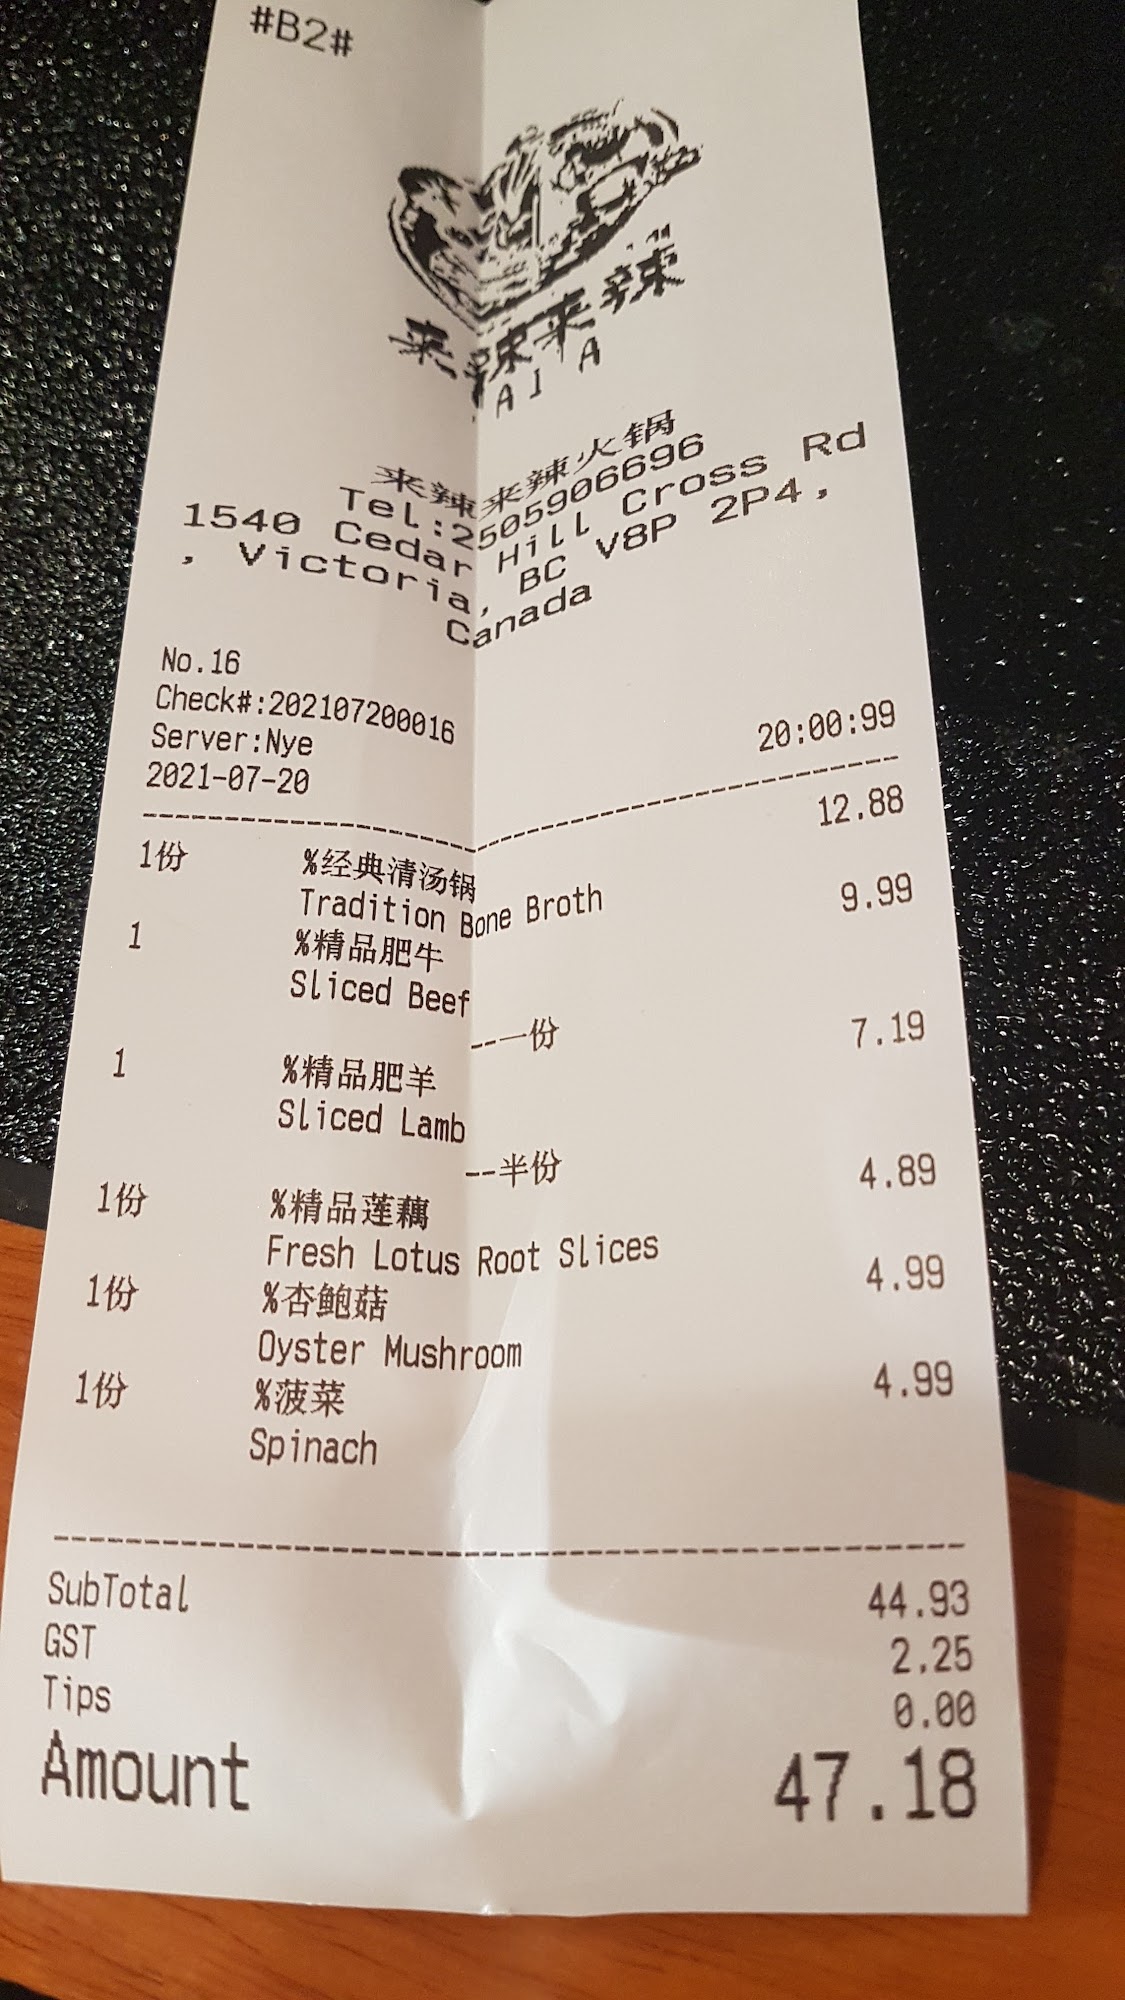 #B2#
来辣来辣
来辣来辣火锅
Tel:2505906696
1540 Cedar Hill Cross Rd
, Victoria, BC V8P 2P4,
Canada
No.16
Check#:202107200016
Server:Nye
2021-07-20 20:00:99
1份 %经典清汤锅 12.88
Tradition Bone Broth
1 %精品肥牛 9.99
Sliced Beef
--一份
1 %精品肥羊 7.19
Sliced Lamb
--半份
1份 %精品莲藕 4.89
Fresh Lotus Root Slices
1份 %杏鲍菇 4.99
Oyster Mushroom
1份 %菠菜 4.99
Spinach
SubTotal 44.93
GST 2.25
Tips 0.00
Amount 47.18